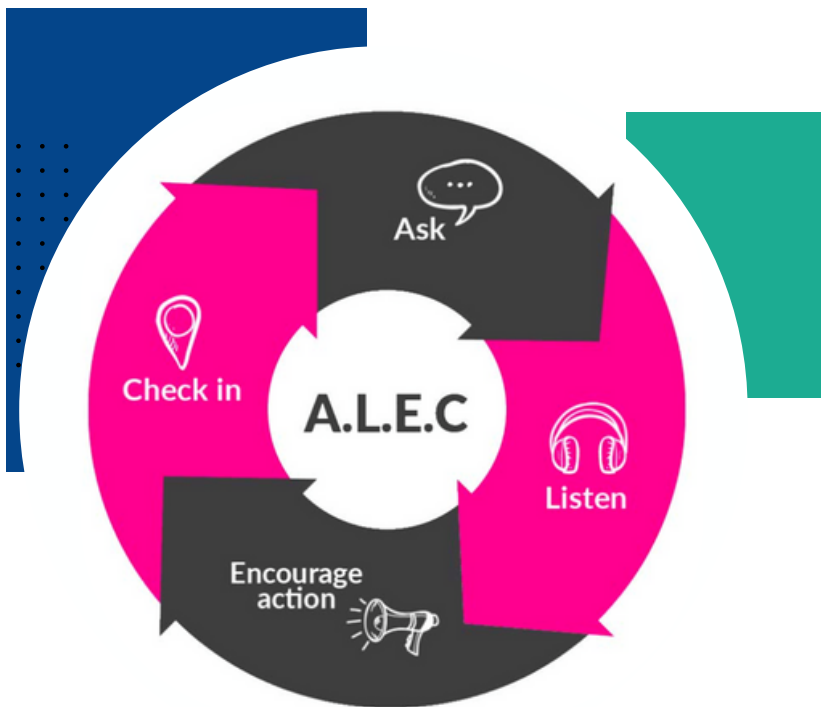 Ask
Listen
Encourage
action
Check in
A.L.E.C